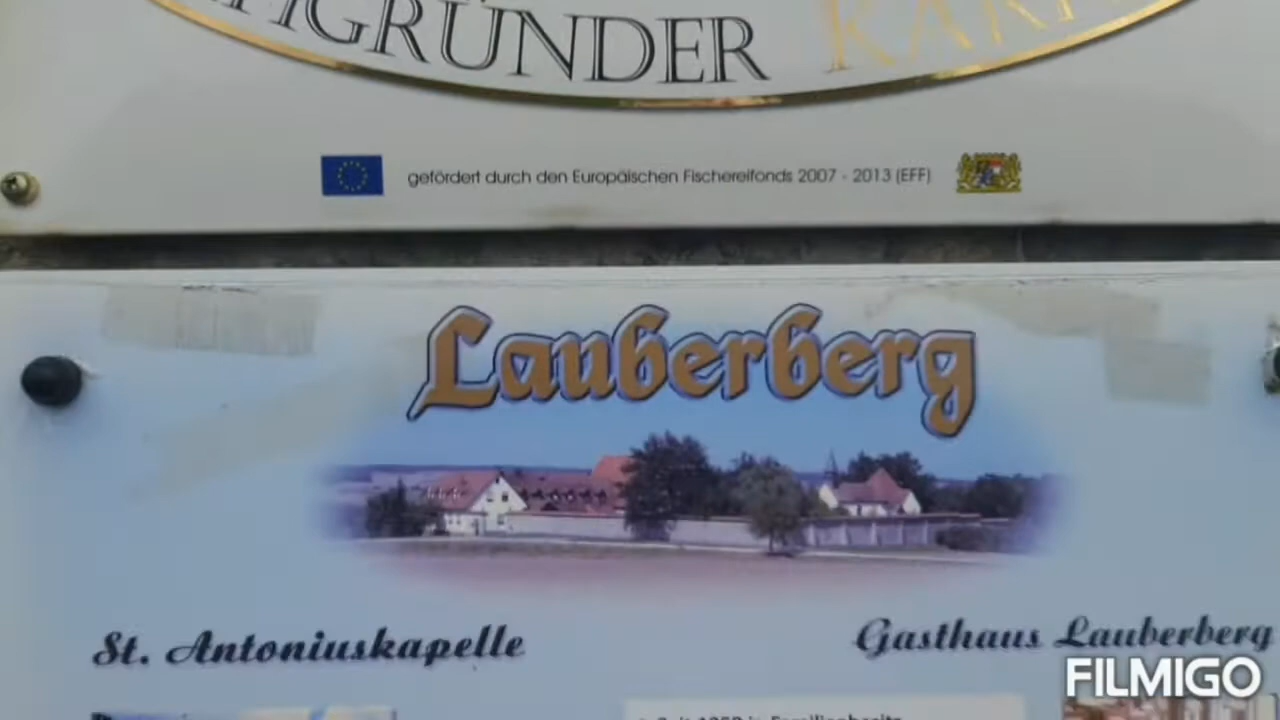 GRÜNDER
gefördert durch den Europäischen Fischereifonds 2007 - 2013 (EFF)
Lauberberg
St. Antoniuskapelle
Gasthaus Lauberberg
FILMIGO